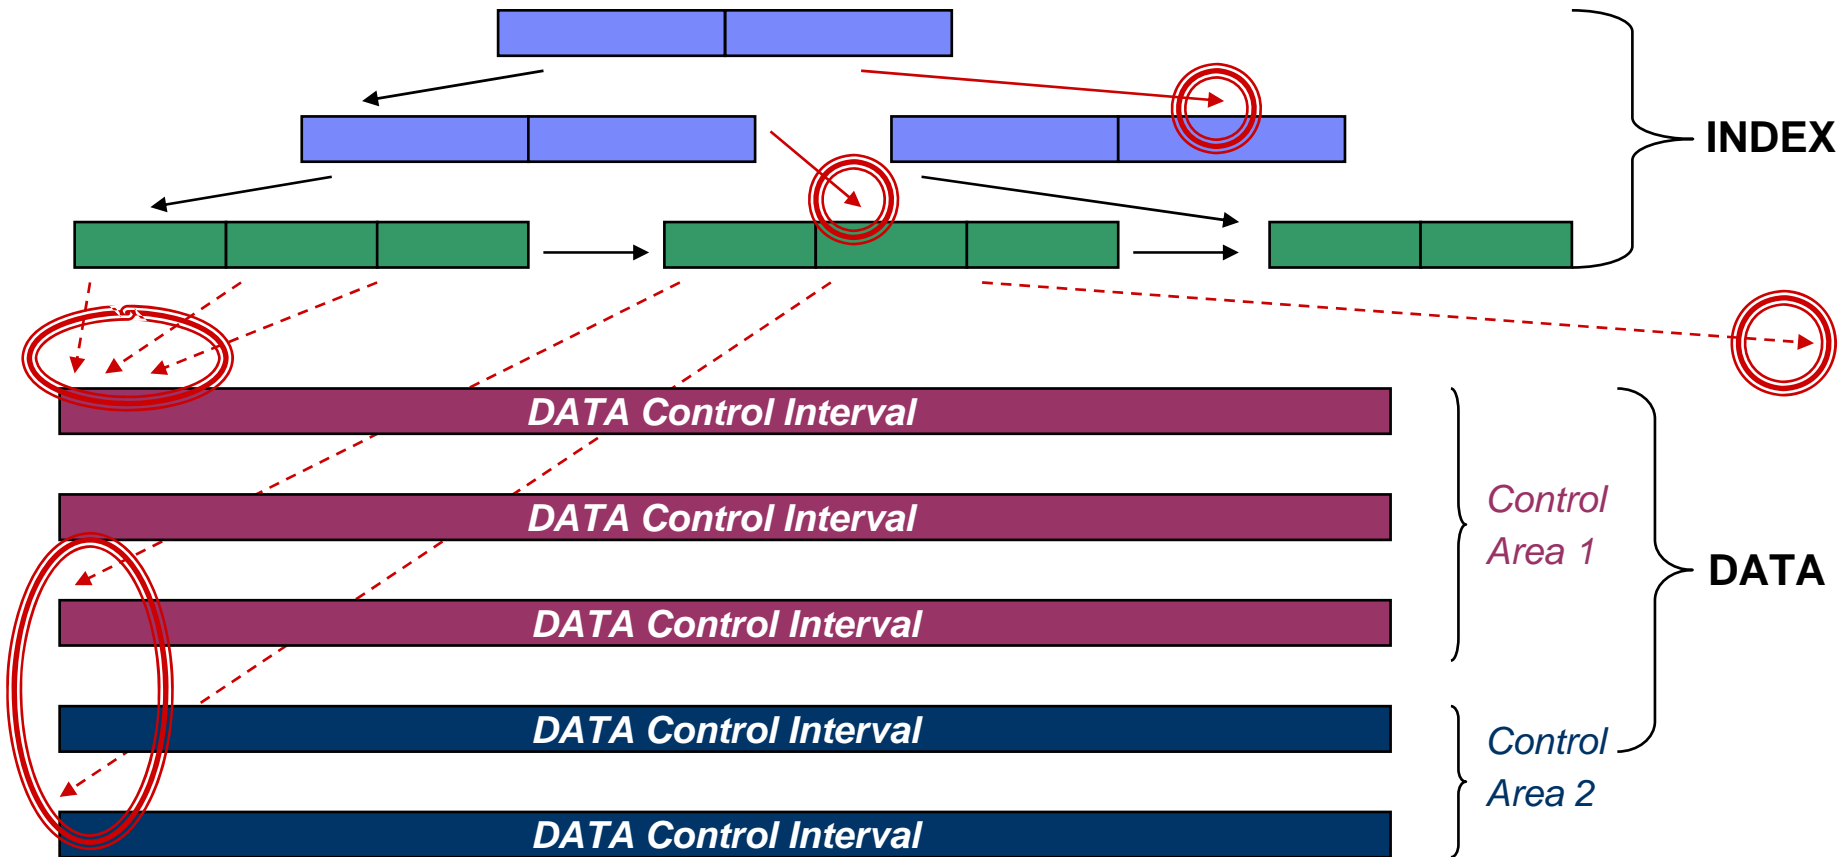 INDEX
DATA Control Interval
DATA Control Interval
Control
Area 1
DATA
DATA Control Interval
DATA Control Interval
Control
Area 2
DATA Control Interval